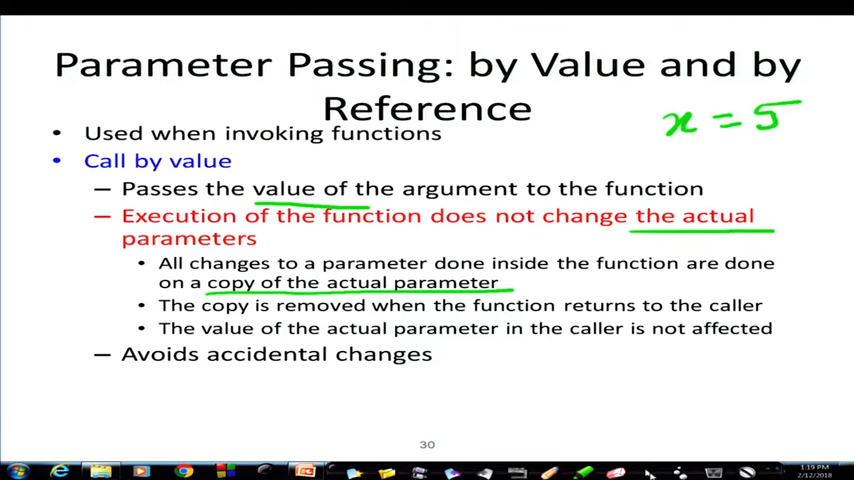 Parameter Passing: by Value and by
Reference
x = 5
• Used when invoking functions
• Call by value
– Passes the value of the argument to the function
– Execution of the function does not change the actual
parameters
• All changes to a parameter done inside the function are done
on a copy of the actual parameter
• The copy is removed when the function returns to the caller
• The value of the actual parameter in the caller is not affected
– Avoids accidental changes
30
1:19 PM
2/12/2018